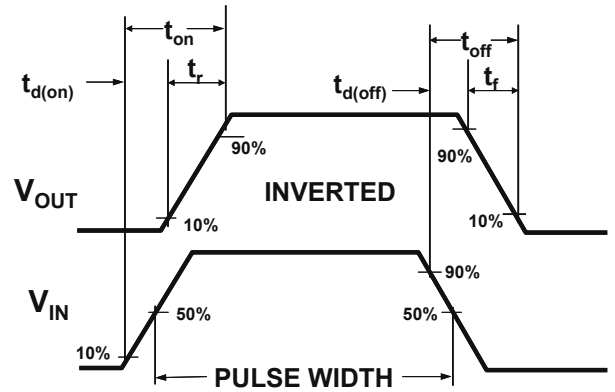 t_on
t_off
t_d(on)
t_r
t_d(off)
t_f
90%
90%
V_OUT
INVERTED
10%
10%
90%
V_IN
50%
50%
10%
PULSE WIDTH